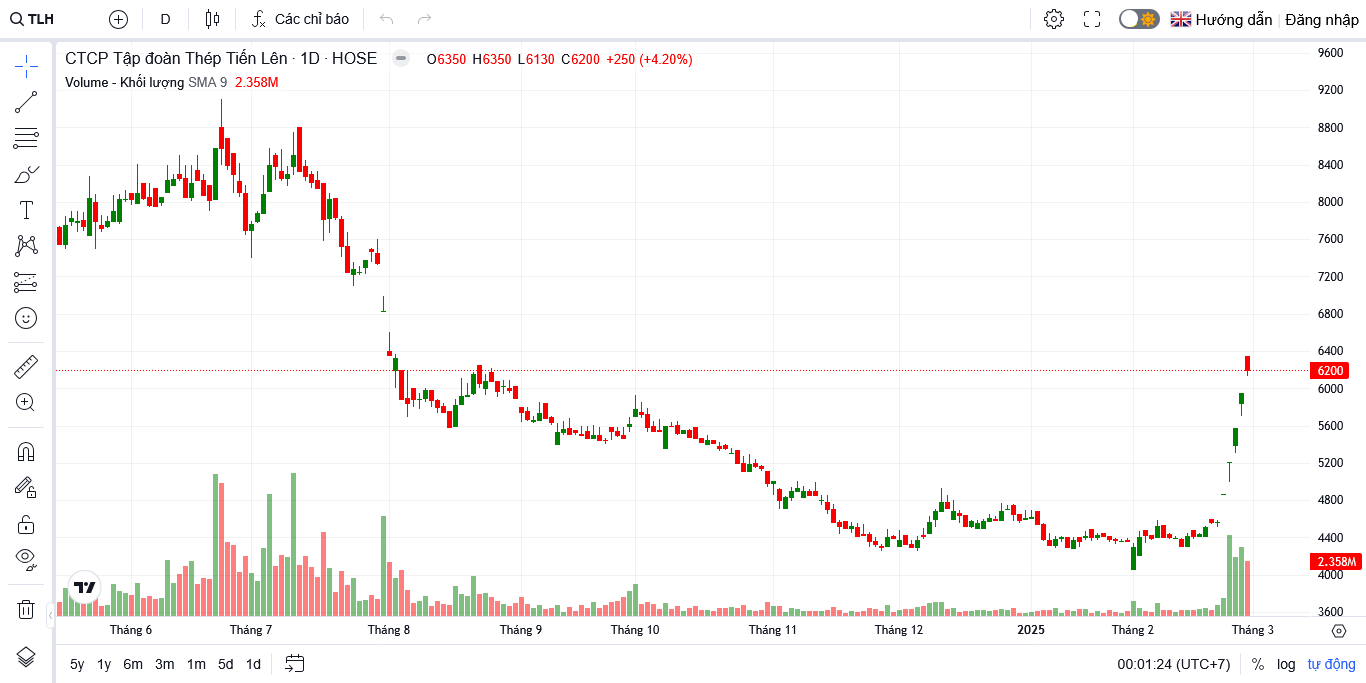 TLH D Các chỉ báo Hướng dẫn Đăng nhập
CTCP Tập đoàn Thép Tiến Lên · 1D · HOSE O6350 H6350 L6130 C6200 +250 (+4.20%)
Volume - Khối lượng SMA 9 2.358M
9600
9200
8800
8400
8000
7600
7200
6800
6400
6200
6000
5600
5200
4800
4400
2.358M
4000
3600
Tháng 6 Tháng 7 Tháng 8 Tháng 9 Tháng 10 Tháng 11 Tháng 12 2025 Tháng 2 Tháng 3
5y 1y 6m 3m 1m 5d 1d 00:01:24 (UTC+7) % log tự động